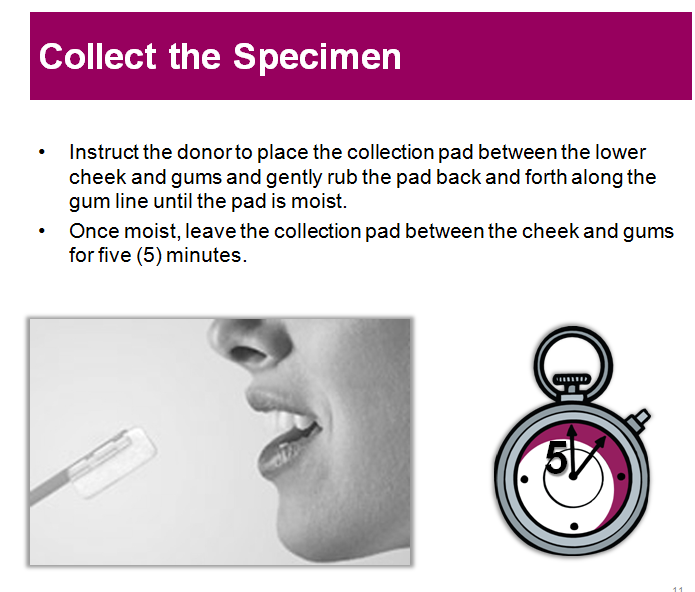 Collect the Specimen
• Instruct the donor to place the collection pad between the lower
cheek and gums and gently rub the pad back and forth along the
gum line until the pad is moist.
• Once moist, leave the collection pad between the cheek and gums
for five (5) minutes.
5
11